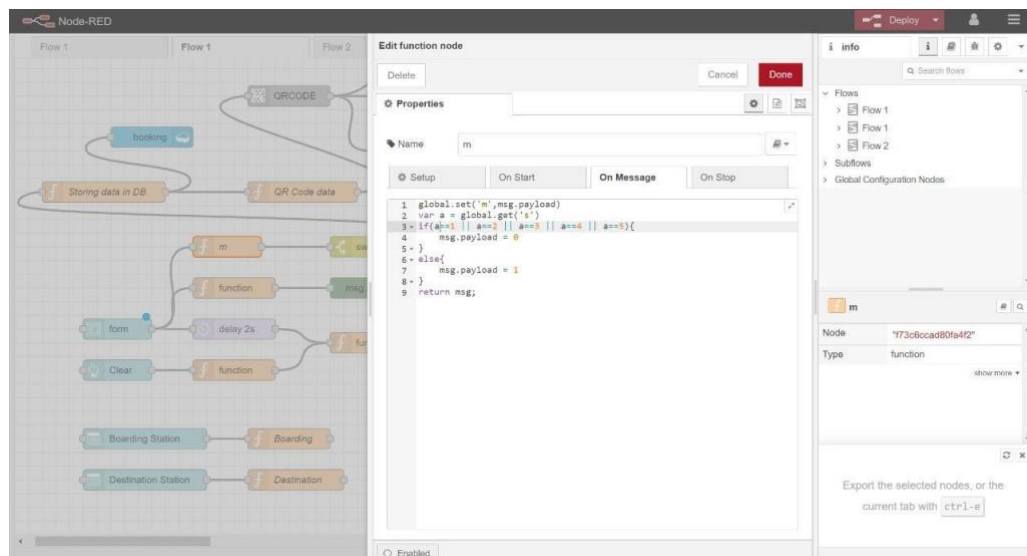 Node-RED
Deploy
Flow 1
Flow 1
Flow 2
QRCODE
booking
Storing data in DB
QR Code data
m
sw
function
msg
form
delay 2s
fur
Clear
function
Boarding Station
Boarding
Destination Station
Destination
Edit function node
Delete
Cancel
Done
Properties
Name
m
Setup
On Start
On Message
On Stop
1 global.set('m',msg.payload)
2 var a = global.get('s')
3 if(a==1 || a==2 || a==3 || a==4 || a==5){
4 msg.payload = 0
5 }
6 else{
7 msg.payload = 1
8 }
9 return msg;
Enabled
i info
i
Search flows
Flows
Flow 1
Flow 1
Flow 2
Subflows
Global Configuration Nodes
m
Node "f73c6ccad80fa4f2"
Type function
show more
Export the selected nodes, or the
current tab with ctrl-e